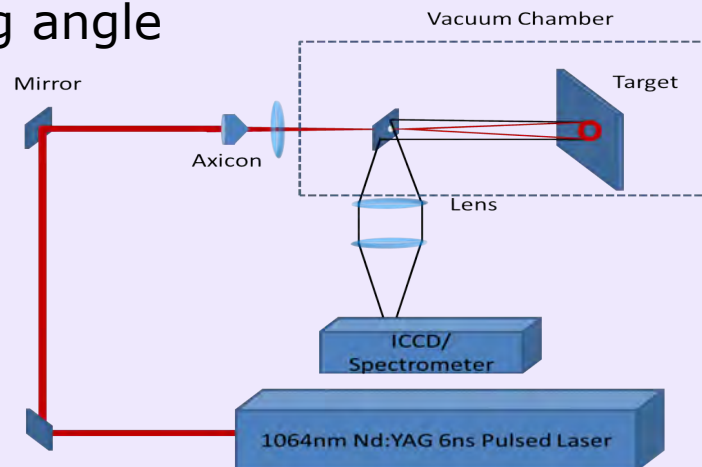 g angle
Vacuum Chamber
Mirror
Target
Axicon
Lens
ICCD/
Spectrometer
1064nm Nd:YAG 6ns Pulsed Laser